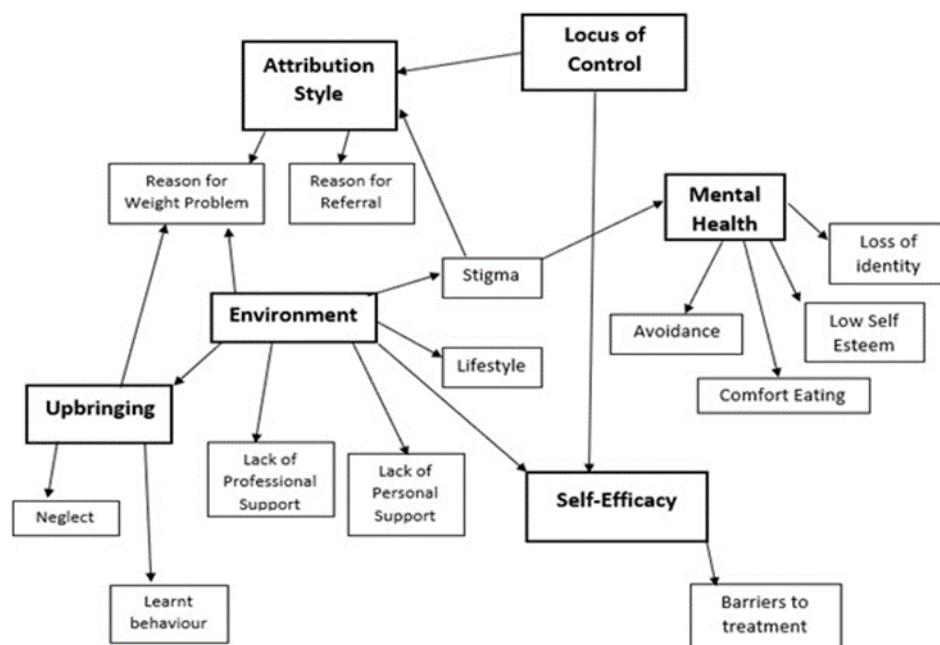 Locus of
Control
Attribution
Style
Reason for
Weight Problem
Reason for
Referral
Mental
Health
Loss of
identity
Stigma
Environment
Avoidance
Low Self
Esteem
Lifestyle
Comfort Eating
Upbringing
Lack of
Professional
Support
Lack of
Personal
Support
Self-Efficacy
Neglect
Learnt
behaviour
Barriers to
treatment